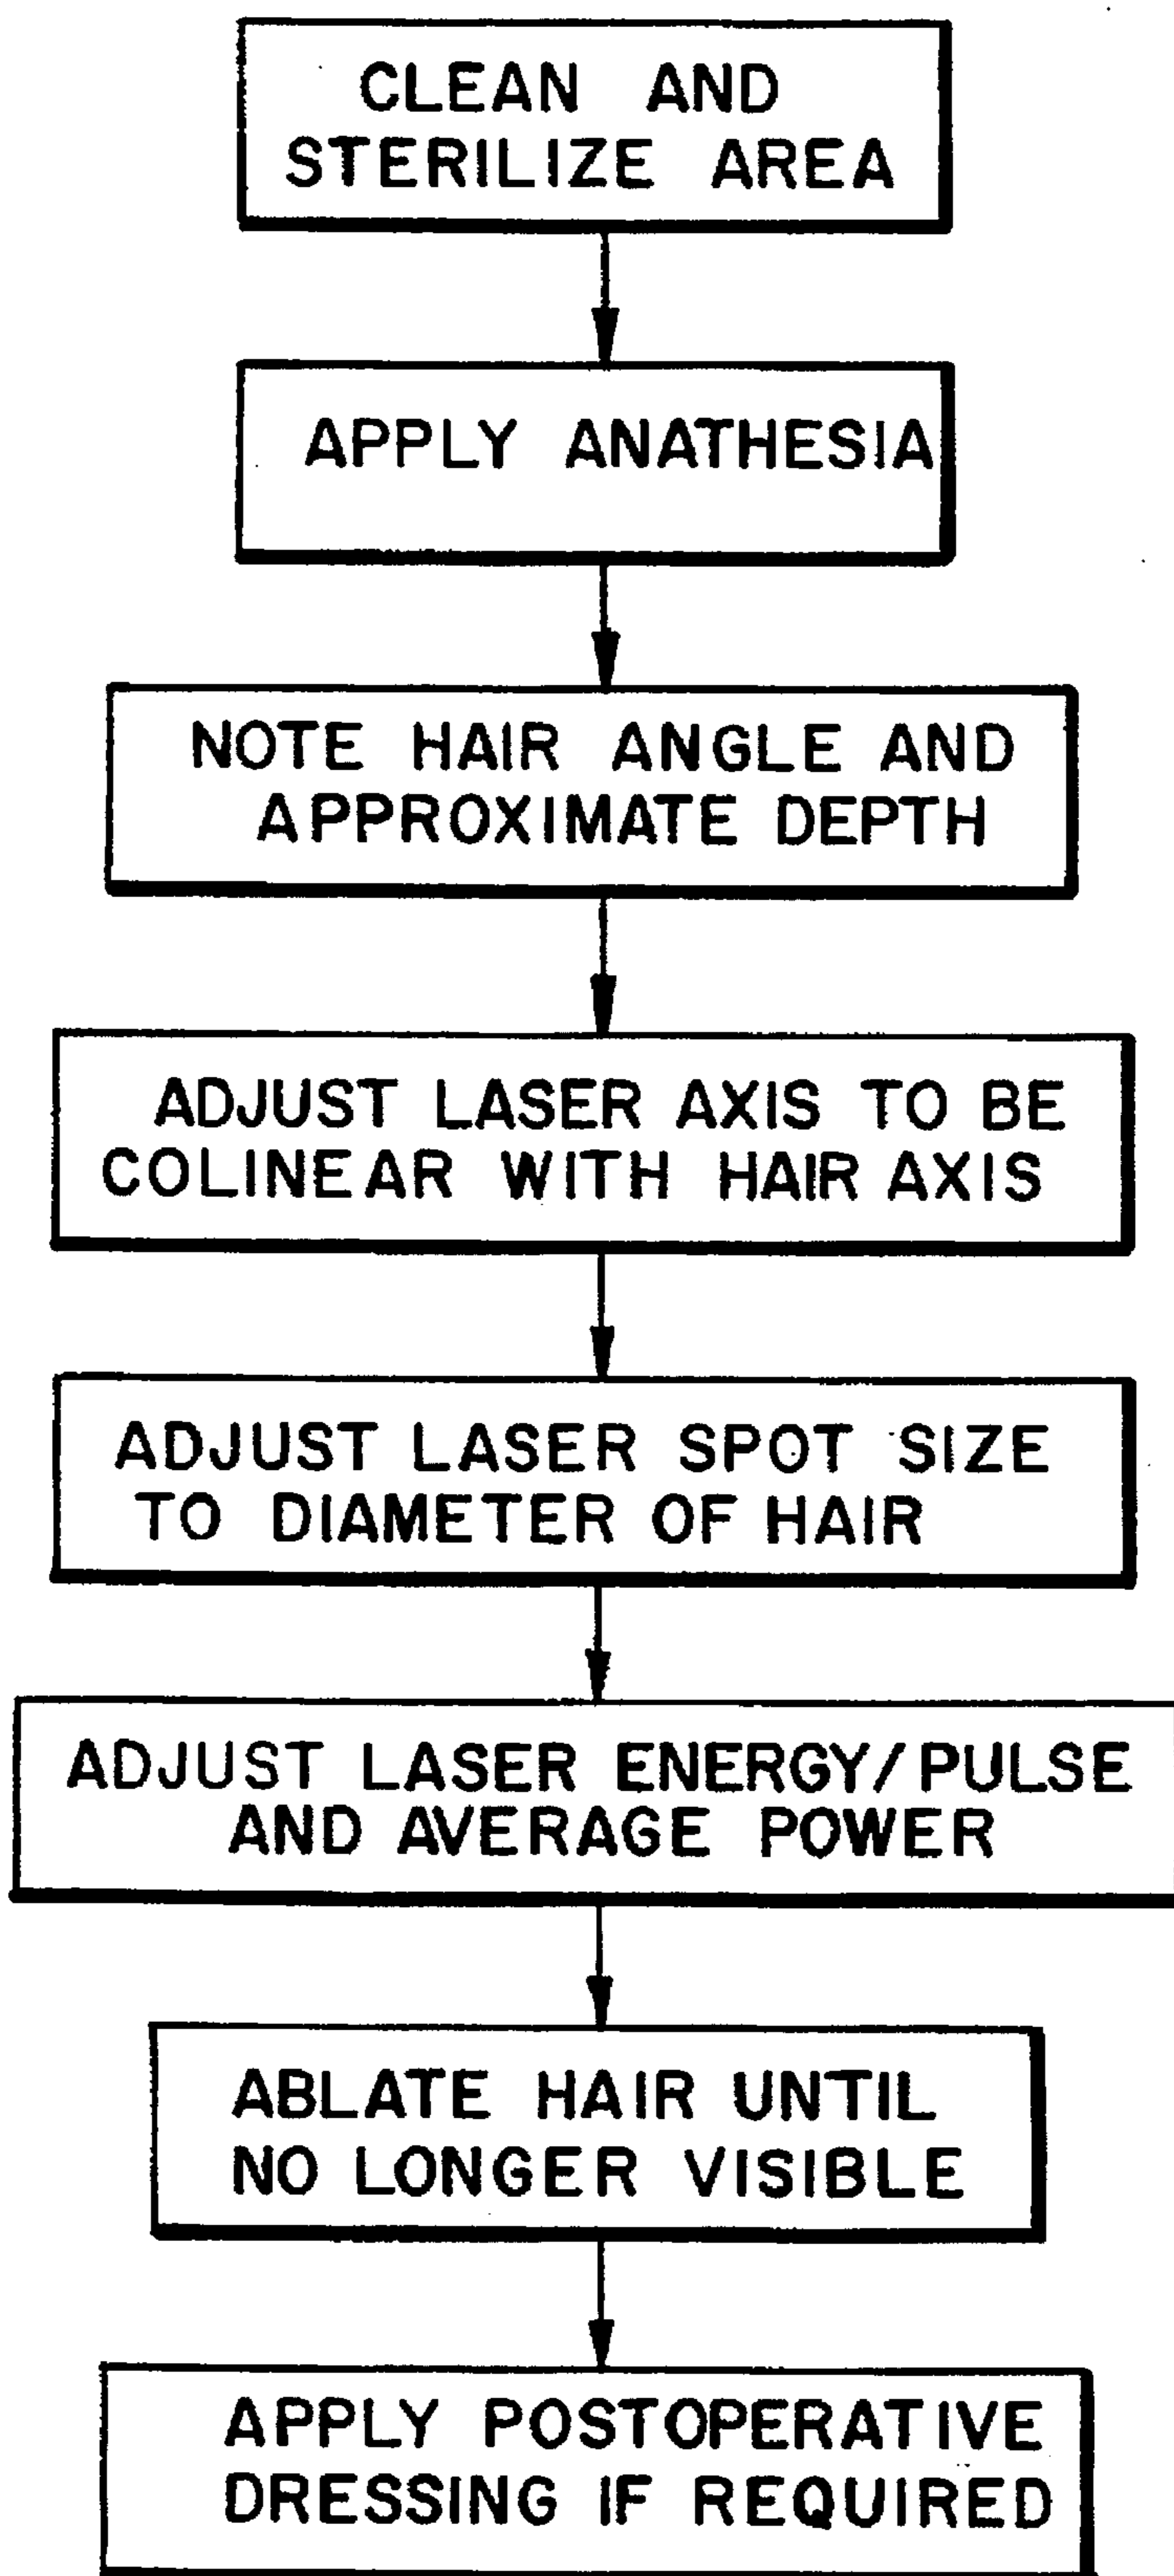 CLEAN AND
STERILIZE AREA
APPLY ANATHESIA
NOTE HAIR ANGLE AND
APPROXIMATE DEPTH
ADJUST LASER AXIS TO BE
COLINEAR WITH HAIR AXIS
ADJUST LASER SPOT SIZE
TO DIAMETER OF HAIR
ADJUST LASER ENERGY/PULSE
AND AVERAGE POWER
ABLATE HAIR UNTIL
NO LONGER VISIBLE
APPLY POSTOPERATIVE
DRESSING IF REQUIRED